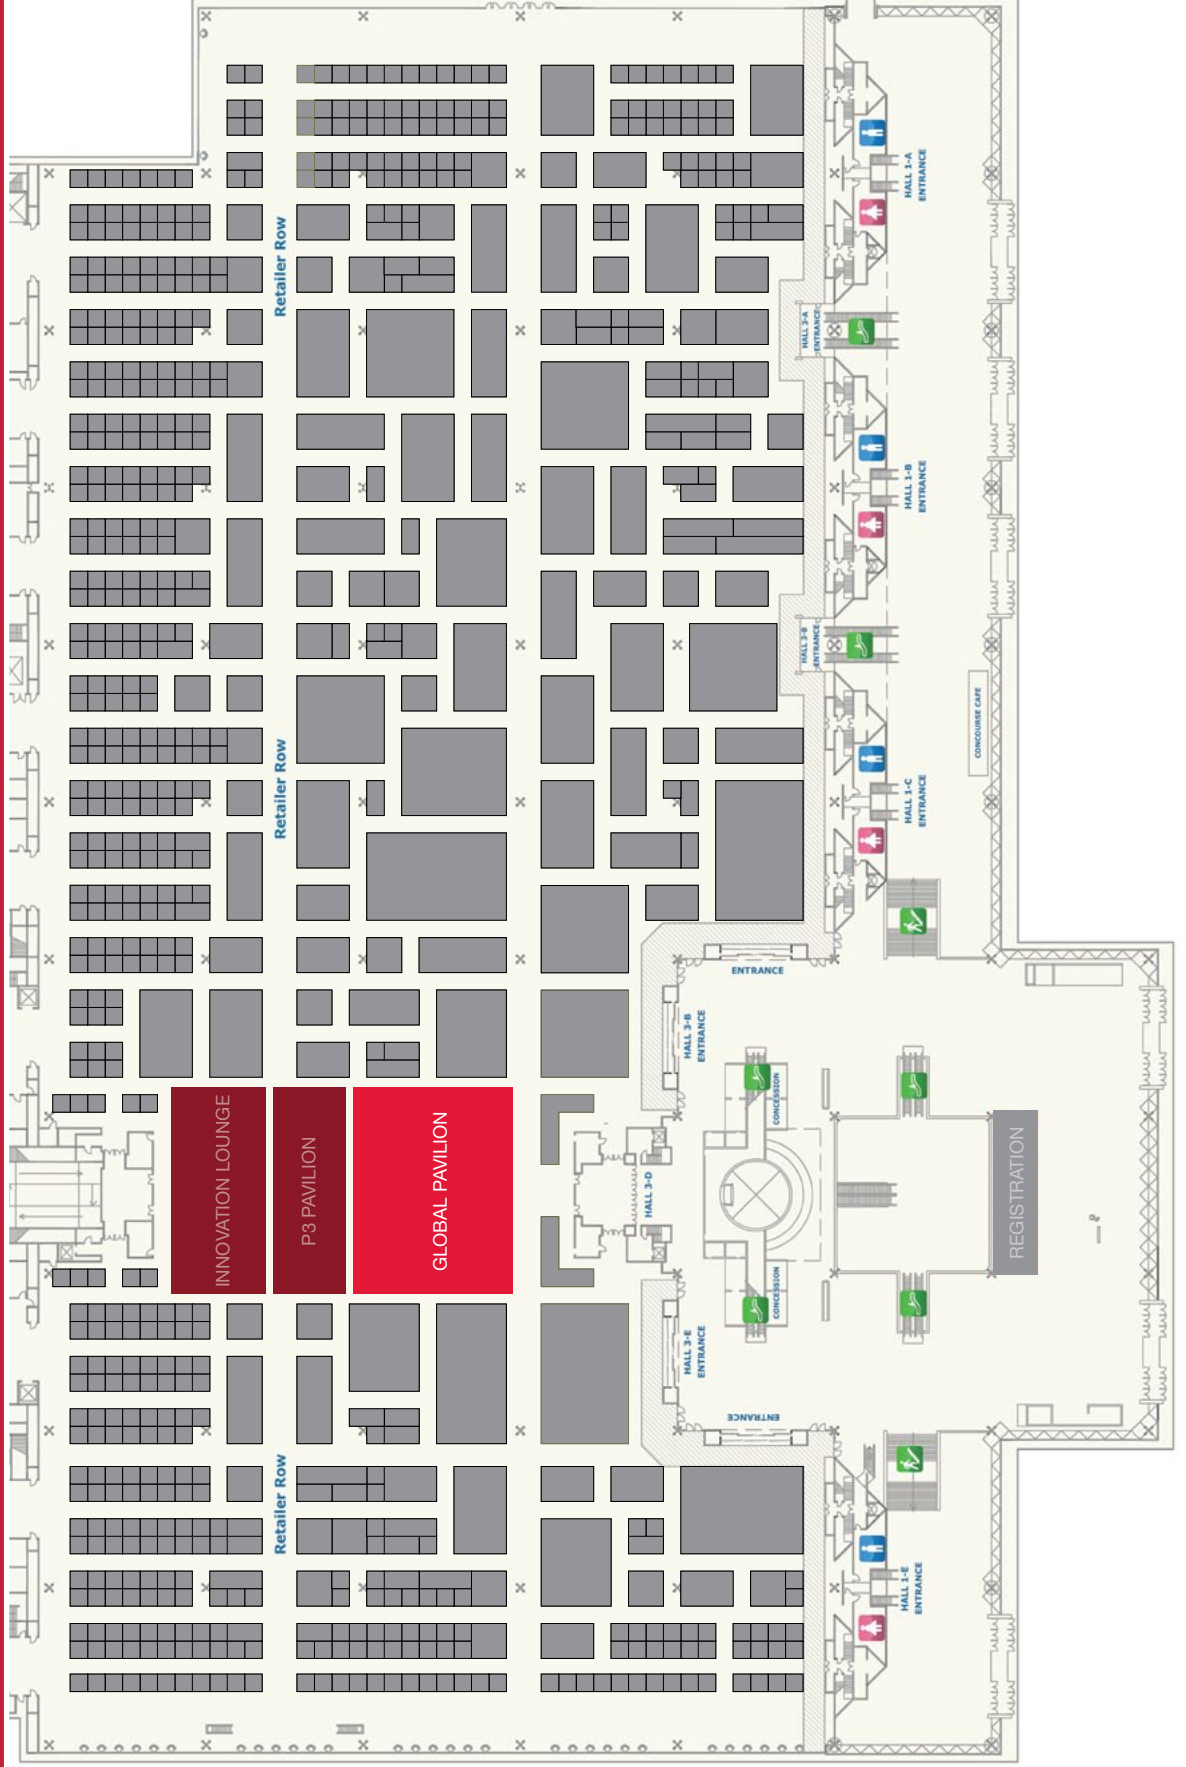 HALL 1-A
ENTRANCE
Retailer Row
HALL 3-A
ENTRANCE
HALL 1-B
ENTRANCE
HALL 3-B
ENTRANCE
CONCOURSE CAFE
Retailer Row
HALL 1-C
ENTRANCE
ENTRANCE
HALL 3-B
ENTRANCE
CONCESSION
INNOVATION LOUNGE
P3 PAVILION
GLOBAL PAVILION
HALL 3-D
REGISTRATION
CONCESSION
HALL 3-E
ENTRANCE
ENTRANCE
Retailer Row
HALL 1-E
ENTRANCE